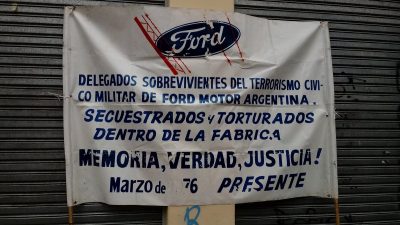 Ford
DELEGADOS SOBREVIVIENTES DEL TERRORISMO CIVI-
CO MILITAR DE FORD MOTOR ARGENTINA.
SECUESTRADOS y TORTURADOS
DENTRO DE LA FABRICA
MEMORIA, VERDAD, JUSTICIA!
MARZO de 76 PRESENTE